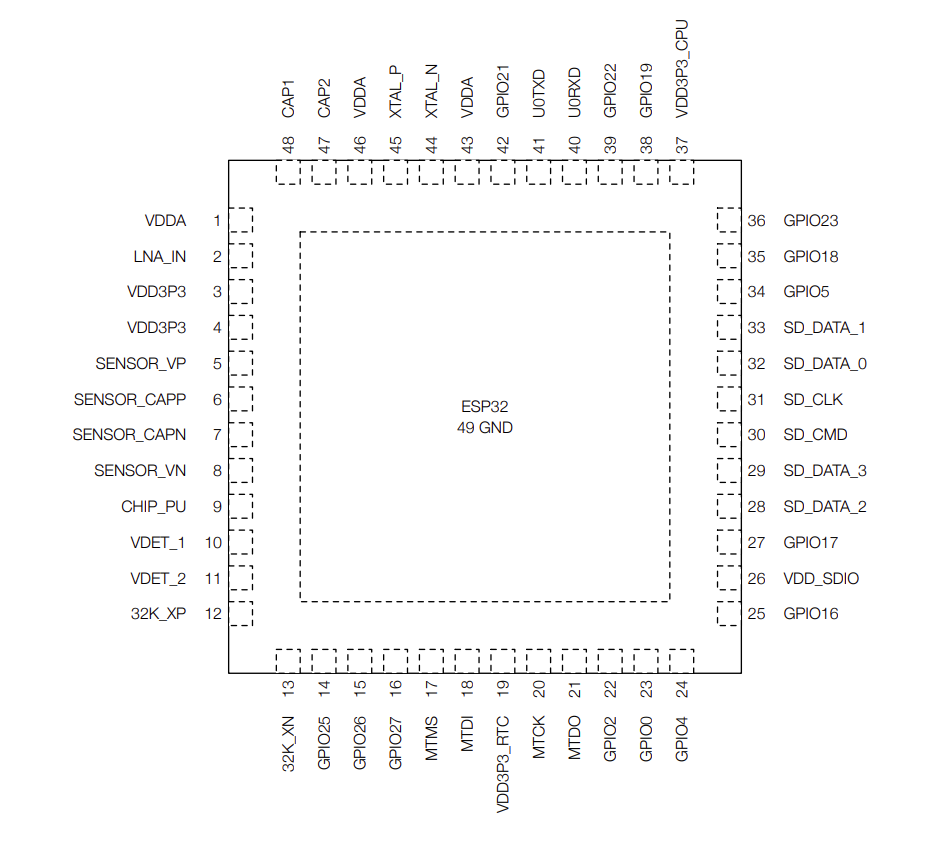 48 CAP1
47 CAP2
46 VDDA
45 XTAL_P
44 XTAL_N
43 VDDA
42 GPIO21
41 U0TXD
40 U0RXD
39 GPIO22
38 GPIO19
37 VDD3P3_CPU
VDDA 1
LNA_IN 2
VDD3P3 3
VDD3P3 4
SENSOR_VP 5
SENSOR_CAPP 6
SENSOR_CAPN 7
SENSOR_VN 8
CHIP_PU 9
VDET_1 10
VDET_2 11
32K_XP 12
ESP32
49 GND
36 GPIO23
35 GPIO18
34 GPIO5
33 SD_DATA_1
32 SD_DATA_0
31 SD_CLK
30 SD_CMD
29 SD_DATA_3
28 SD_DATA_2
27 GPIO17
26 VDD_SDIO
25 GPIO16
32K_XN 13
GPIO25 14
GPIO26 15
GPIO27 16
MTMS 17
MTDI 18
VDD3P3_RTC 19
MTCK 20
MTDO 21
GPIO2 22
GPIO0 23
GPIO4 24